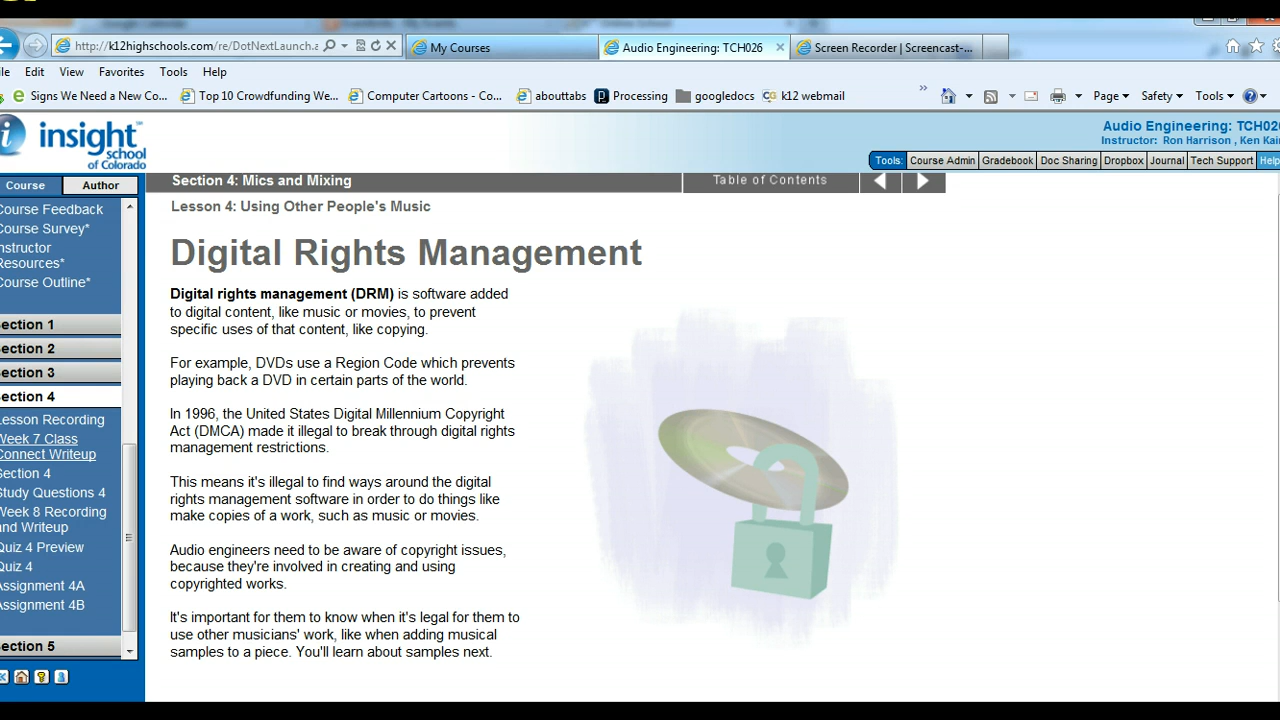 http://k12highschools.com/re/DotNextLaunch.a
My Courses
Audio Engineering: TCH026
Screen Recorder | Screencast-...
Edit View Favorites Tools Help
Signs We Need a New Co... Top 10 Crowdfunding We... Computer Cartoons - Co... abouttabs Processing googledocs k12 webmail
Page Safety Tools
insight
school
of Colorado
Audio Engineering: TCH026
Instructor: Ron Harrison , Ken Kair
Tools: Course Admin Gradebook Doc Sharing Dropbox Journal Tech Support Help
Course Author
Course Feedback
Course Survey*
Instructor
Resources*
Course Outline*
Section 1
Section 2
Section 3
Section 4
Lesson Recording
Week 7 Class
Connect Writeup
Section 4
Study Questions 4
Week 8 Recording
and Writeup
Quiz 4 Preview
Quiz 4
Assignment 4A
Assignment 4B
Section 5
Section 4: Mics and Mixing
Table of Contents
Lesson 4: Using Other People's Music
Digital Rights Management
Digital rights management (DRM) is software added
to digital content, like music or movies, to prevent
specific uses of that content, like copying.
For example, DVDs use a Region Code which prevents
playing back a DVD in certain parts of the world.
In 1996, the United States Digital Millennium Copyright
Act (DMCA) made it illegal to break through digital rights
management restrictions.
This means it's illegal to find ways around the digital
rights management software in order to do things like
make copies of a work, such as music or movies.
Audio engineers need to be aware of copyright issues,
because they're involved in creating and using
copyrighted works.
It's important for them to know when it's legal for them to
use other musicians' work, like when adding musical
samples to a piece. You'll learn about samples next.